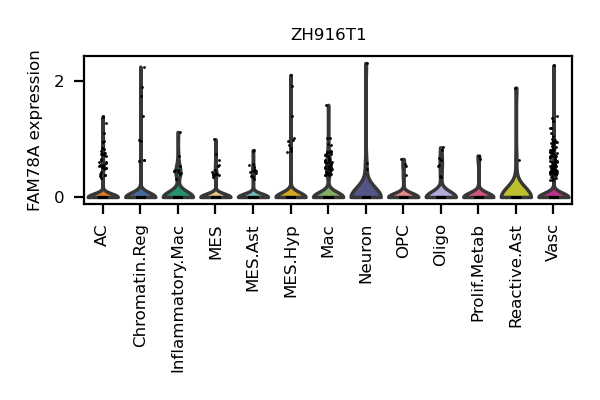 ZH916T1
FAM78A expression
2
0
AC
Chromatin.Reg
Inflammatory.Mac
MES
MES.Ast
MES.Hyp
Mac
Neuron
OPC
Oligo
Prolif.Metab
Reactive.Ast
Vasc